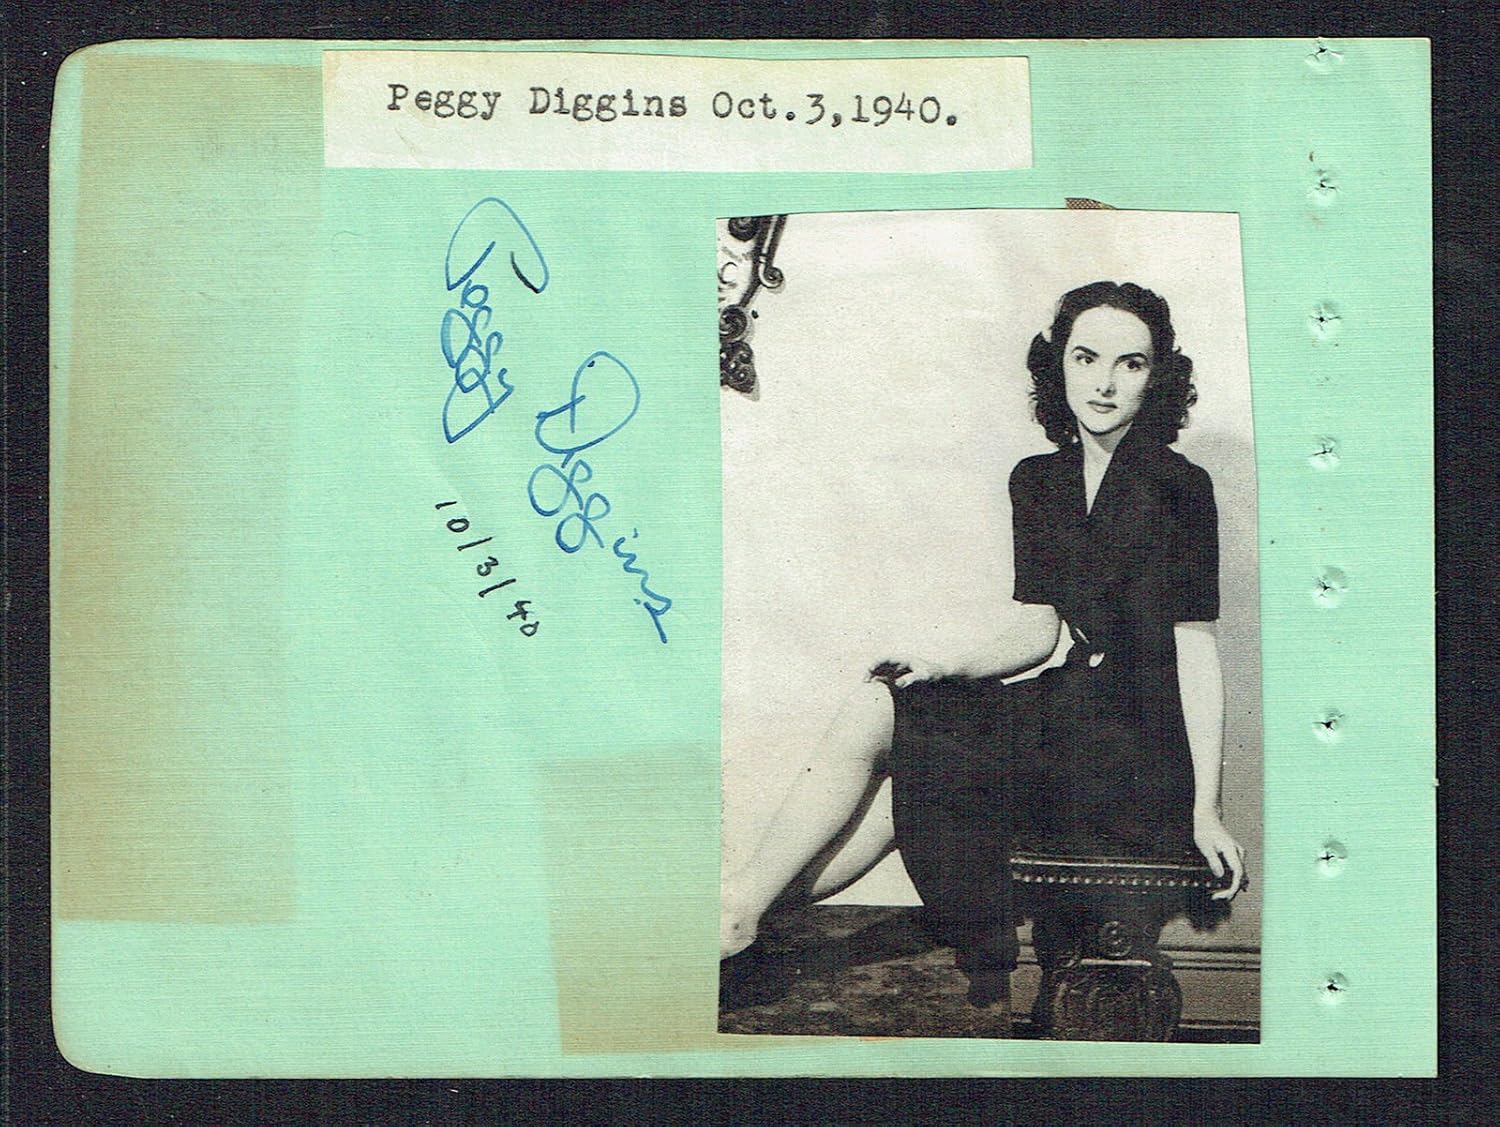 Peggy Diggins Oct.3,1940.
Peggy
Diggins
10/3/40